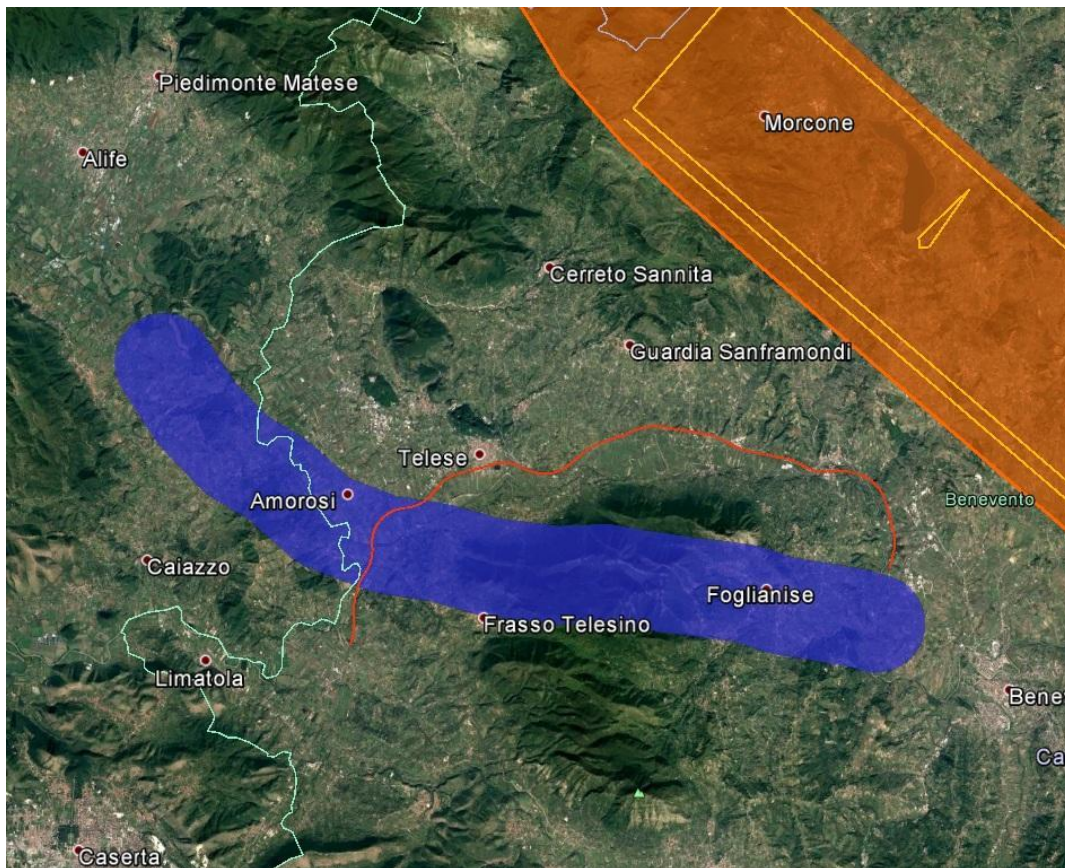 Piedimonte Matese
Morcone
Alife
Cerreto Sannita
Guardia Sanframondi
Telese
Amorosi
Benevento
Caiazzo
Foglianise
Frasso Telesino
Limatola
Bene
Ca
Caserta